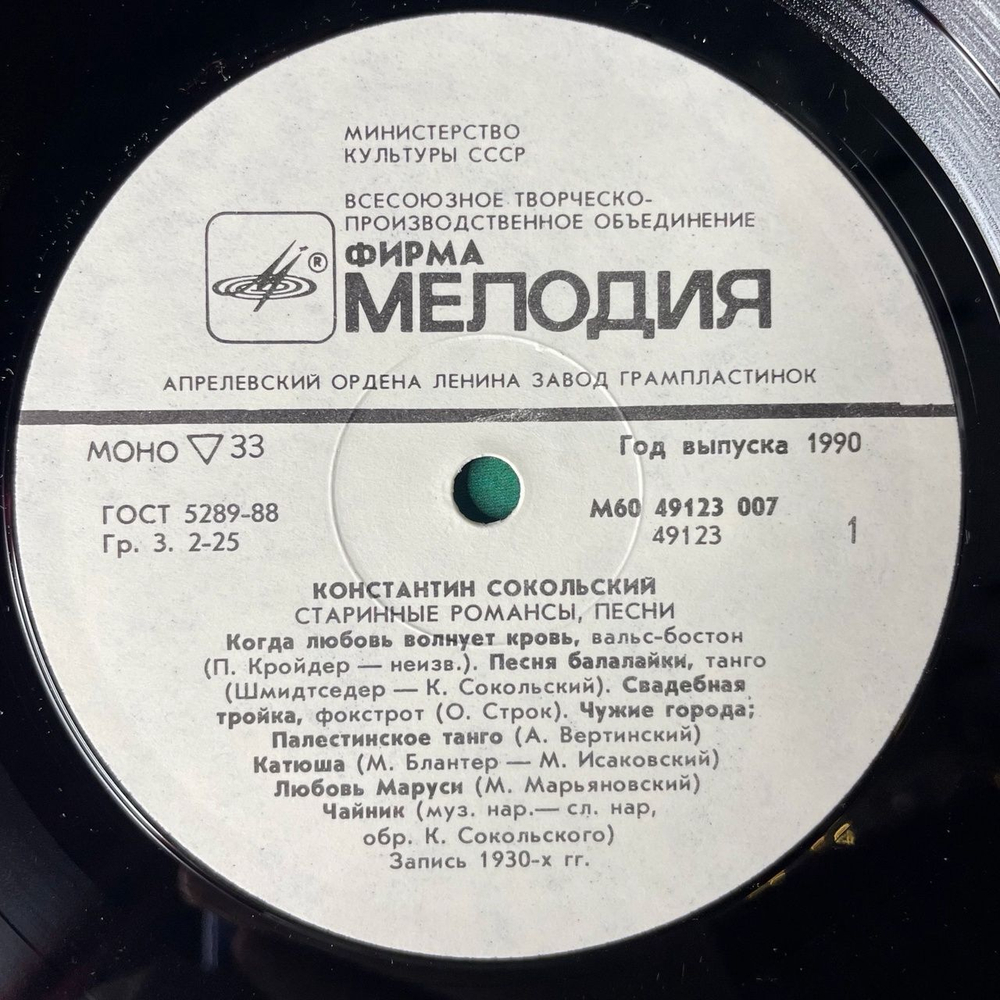 МИНИСТЕРСТВО
КУЛЬТУРЫ СССР
ВСЕСОЮЗНОЕ ТВОРЧЕСКО-
ПРОИЗВОДСТВЕННОЕ ОБЪЕДИНЕНИЕ
ФИРМА
®
МЕЛОДИЯ
АПРЕЛЕВСКИЙ ОРДЕНА ЛЕНИНА ЗАВОД ГРАМПЛАСТИНОК
МОНО ▽ 33
Год выпуска 1990
ГОСТ 5289-88
М60 49123 007
Гр. 3. 2-25
49123
1
КОНСТАНТИН СОКОЛЬСКИЙ
СТАРИННЫЕ РОМАНСЫ, ПЕСНИ
Когда любовь волнует кровь, вальс-бостон
(П. Кройдер — неизв.). Песня балалайки, танго
(Шмидтседер — К. Сокольский). Свадебная
тройка, фокстрот (О. Строк). Чужие города;
Палестинское танго (А. Вертинский)
Катюша (М. Блантер — М. Исаковский)
Любовь Маруси (М. Марьяновский)
Чайник (муз. нар.— сл. нар,
обр. К. Сокольского)
Запись 1930-х гг.